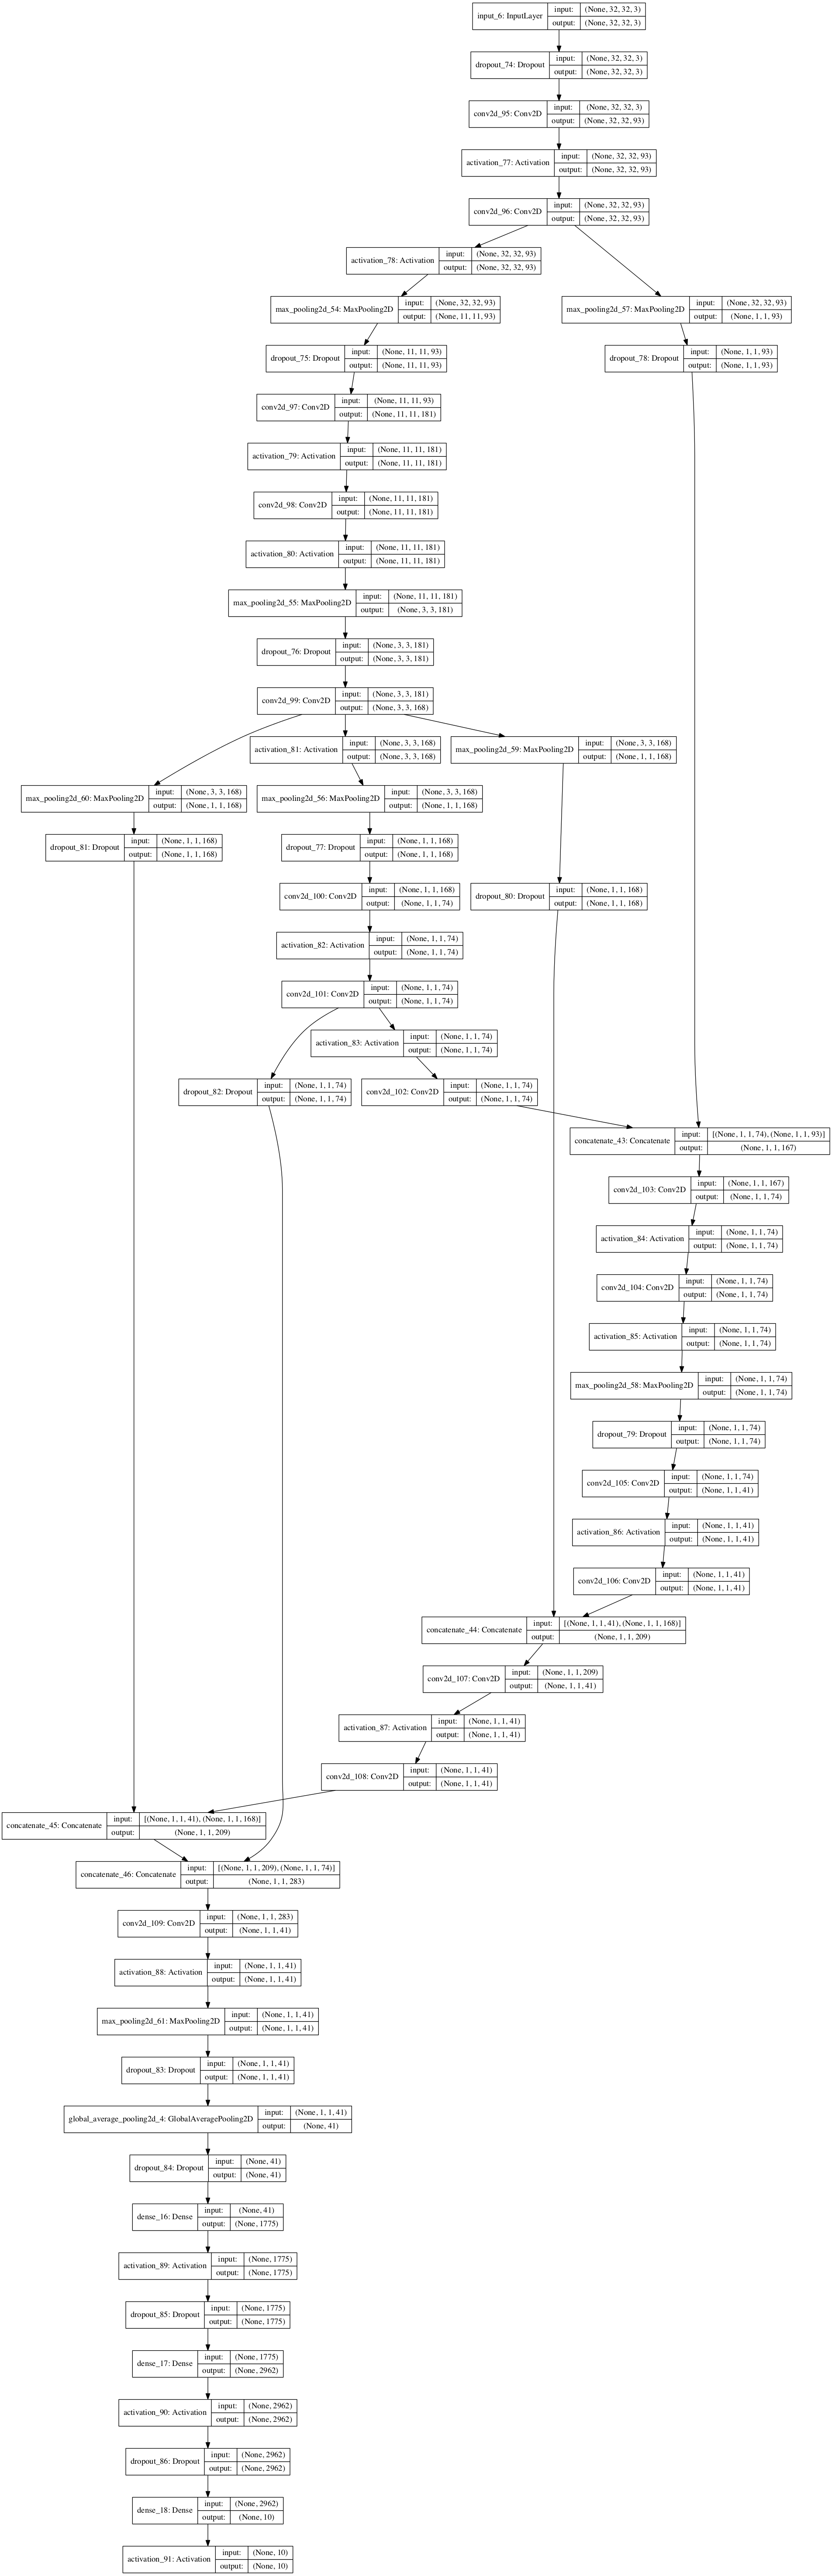 input_6: InputLayer
input: (None, 32, 32, 3)
output: (None, 32, 32, 3)
dropout_74: Dropout
input: (None, 32, 32, 3)
output: (None, 32, 32, 3)
conv2d_95: Conv2D
input: (None, 32, 32, 3)
output: (None, 32, 32, 93)
activation_77: Activation
input: (None, 32, 32, 93)
output: (None, 32, 32, 93)
conv2d_96: Conv2D
input: (None, 32, 32, 93)
output: (None, 32, 32, 93)
activation_78: Activation
input: (None, 32, 32, 93)
output: (None, 32, 32, 93)
max_pooling2d_54: MaxPooling2D
input: (None, 32, 32, 93)
output: (None, 11, 11, 93)
max_pooling2d_57: MaxPooling2D
input: (None, 32, 32, 93)
output: (None, 1, 1, 93)
dropout_75: Dropout
input: (None, 11, 11, 93)
output: (None, 11, 11, 93)
dropout_78: Dropout
input: (None, 1, 1, 93)
output: (None, 1, 1, 93)
conv2d_97: Conv2D
input: (None, 11, 11, 93)
output: (None, 11, 11, 181)
activation_79: Activation
input: (None, 11, 11, 181)
output: (None, 11, 11, 181)
conv2d_98: Conv2D
input: (None, 11, 11, 181)
output: (None, 11, 11, 181)
activation_80: Activation
input: (None, 11, 11, 181)
output: (None, 11, 11, 181)
max_pooling2d_55: MaxPooling2D
input: (None, 11, 11, 181)
output: (None, 3, 3, 181)
dropout_76: Dropout
input: (None, 3, 3, 181)
output: (None, 3, 3, 181)
conv2d_99: Conv2D
input: (None, 3, 3, 181)
output: (None, 3, 3, 168)
activation_81: Activation
input: (None, 3, 3, 168)
output: (None, 3, 3, 168)
max_pooling2d_59: MaxPooling2D
input: (None, 3, 3, 168)
output: (None, 1, 1, 168)
max_pooling2d_60: MaxPooling2D
input: (None, 3, 3, 168)
output: (None, 1, 1, 168)
max_pooling2d_56: MaxPooling2D
input: (None, 3, 3, 168)
output: (None, 1, 1, 168)
dropout_81: Dropout
input: (None, 1, 1, 168)
output: (None, 1, 1, 168)
dropout_77: Dropout
input: (None, 1, 1, 168)
output: (None, 1, 1, 168)
conv2d_100: Conv2D
input: (None, 1, 1, 168)
output: (None, 1, 1, 74)
dropout_80: Dropout
input: (None, 1, 1, 168)
output: (None, 1, 1, 168)
activation_82: Activation
input: (None, 1, 1, 74)
output: (None, 1, 1, 74)
conv2d_101: Conv2D
input: (None, 1, 1, 74)
output: (None, 1, 1, 74)
activation_83: Activation
input: (None, 1, 1, 74)
output: (None, 1, 1, 74)
dropout_82: Dropout
input: (None, 1, 1, 74)
output: (None, 1, 1, 74)
conv2d_102: Conv2D
input: (None, 1, 1, 74)
output: (None, 1, 1, 74)
concatenate_43: Concatenate
input: [(None, 1, 1, 74), (None, 1, 1, 93)]
output: (None, 1, 1, 167)
conv2d_103: Conv2D
input: (None, 1, 1, 167)
output: (None, 1, 1, 74)
activation_84: Activation
input: (None, 1, 1, 74)
output: (None, 1, 1, 74)
conv2d_104: Conv2D
input: (None, 1, 1, 74)
output: (None, 1, 1, 74)
activation_85: Activation
input: (None, 1, 1, 74)
output: (None, 1, 1, 74)
max_pooling2d_58: MaxPooling2D
input: (None, 1, 1, 74)
output: (None, 1, 1, 74)
dropout_79: Dropout
input: (None, 1, 1, 74)
output: (None, 1, 1, 74)
conv2d_105: Conv2D
input: (None, 1, 1, 74)
output: (None, 1, 1, 41)
activation_86: Activation
input: (None, 1, 1, 41)
output: (None, 1, 1, 41)
conv2d_106: Conv2D
input: (None, 1, 1, 41)
output: (None, 1, 1, 41)
concatenate_44: Concatenate
input: [(None, 1, 1, 41), (None, 1, 1, 168)]
output: (None, 1, 1, 209)
conv2d_107: Conv2D
input: (None, 1, 1, 209)
output: (None, 1, 1, 41)
activation_87: Activation
input: (None, 1, 1, 41)
output: (None, 1, 1, 41)
conv2d_108: Conv2D
input: (None, 1, 1, 41)
output: (None, 1, 1, 41)
concatenate_45: Concatenate
input: [(None, 1, 1, 41), (None, 1, 1, 168)]
output: (None, 1, 1, 209)
concatenate_46: Concatenate
input: [(None, 1, 1, 209), (None, 1, 1, 74)]
output: (None, 1, 1, 283)
conv2d_109: Conv2D
input: (None, 1, 1, 283)
output: (None, 1, 1, 41)
activation_88: Activation
input: (None, 1, 1, 41)
output: (None, 1, 1, 41)
max_pooling2d_61: MaxPooling2D
input: (None, 1, 1, 41)
output: (None, 1, 1, 41)
dropout_83: Dropout
input: (None, 1, 1, 41)
output: (None, 1, 1, 41)
global_average_pooling2d_4: GlobalAveragePooling2D
input: (None, 1, 1, 41)
output: (None, 41)
dropout_84: Dropout
input: (None, 41)
output: (None, 41)
dense_16: Dense
input: (None, 41)
output: (None, 1775)
activation_89: Activation
input: (None, 1775)
output: (None, 1775)
dropout_85: Dropout
input: (None, 1775)
output: (None, 1775)
dense_17: Dense
input: (None, 1775)
output: (None, 2962)
activation_90: Activation
input: (None, 2962)
output: (None, 2962)
dropout_86: Dropout
input: (None, 2962)
output: (None, 2962)
dense_18: Dense
input: (None, 2962)
output: (None, 10)
activation_91: Activation
input: (None, 10)
output: (None, 10)